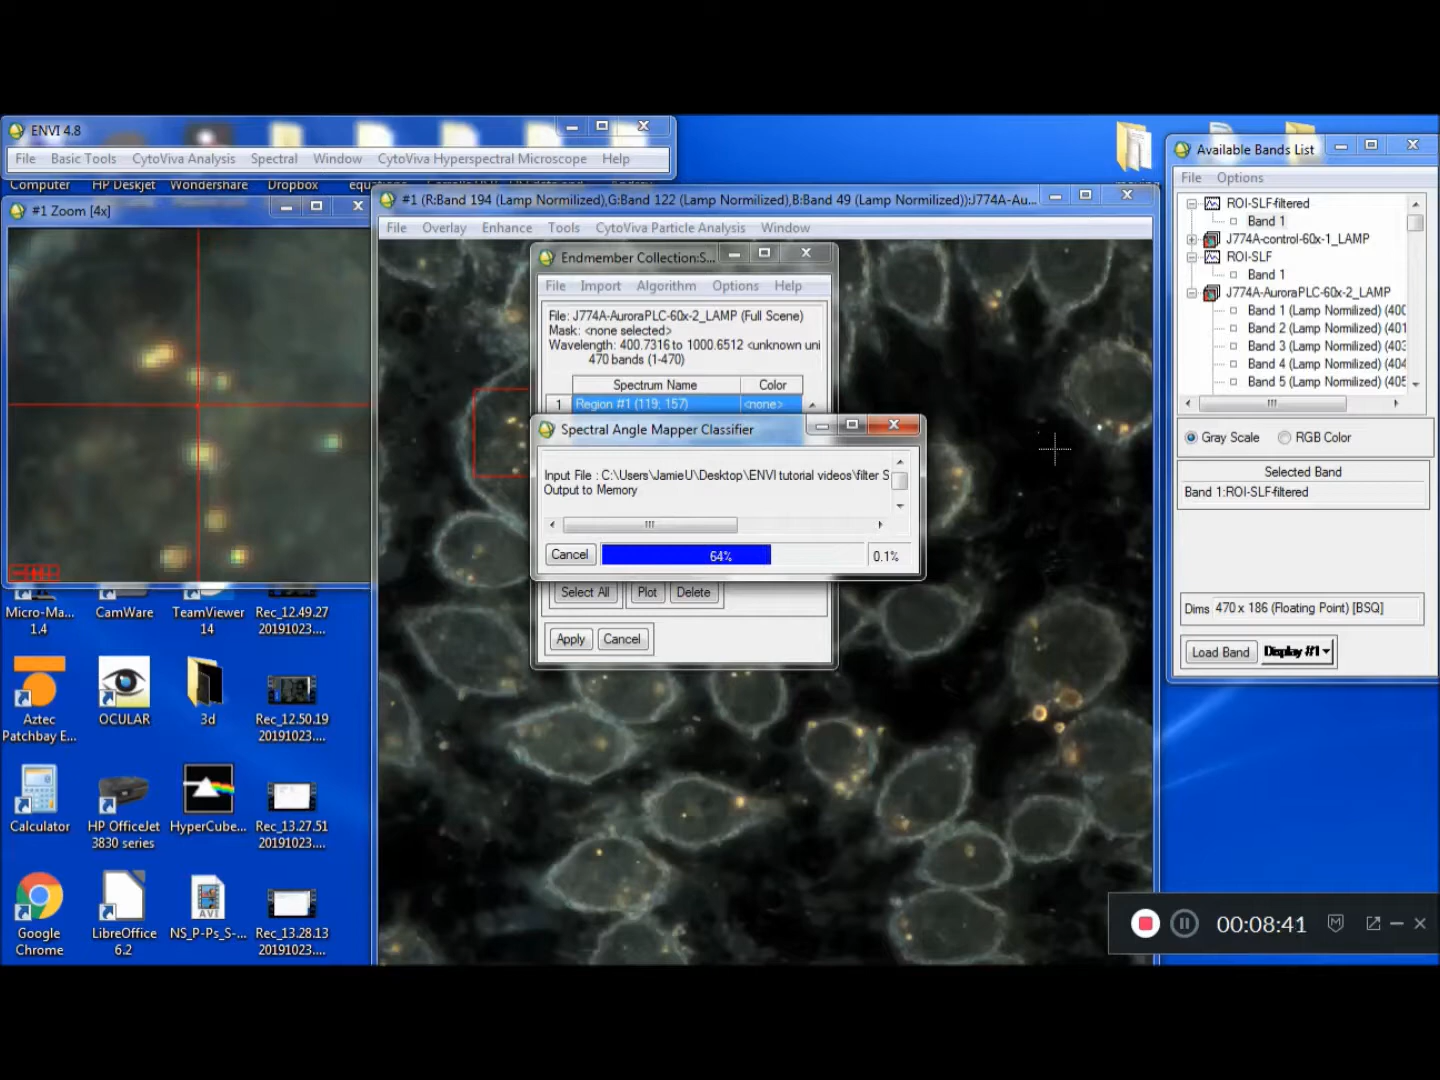 ENVI 4.8
File Basic Tools CytoViva Analysis Spectral Window CytoViva Hyperspectral Microscope Help
Computer HP Deskjet Wondershare Dropbox
#1 Zoom [4x]
#1 (R:Band 194 (Lamp Normilized),G:Band 122 (Lamp Normilized),B:Band 49 (Lamp Normilized)):J774A-Au...
File Overlay Enhance Tools CytoViva Particle Analysis Window
Endmember Collection:S...
File Import Algorithm Options Help
File: J774A-AuroraPLC-60x-2_LAMP (Full Scene)
Mask: <none selected>
Wavelength: 400.7316 to 1000.6512 <unknown uni
470 bands (1-470)
Spectrum Name Color
1 Region #1 (119; 157) <none>
Spectral Angle Mapper Classifier
Input File : C:\Users\JamieU\Desktop\ENVI tutorial videos\filter S
Output to Memory
Cancel 64% 0.1%
Select All Plot Delete
Apply Cancel
Available Bands List
File Options
ROI-SLF-filtered
Band 1
J774A-control-60x-1_LAMP
ROI-SLF
Band 1
J774A-AuroraPLC-60x-2_LAMP
Band 1 (Lamp Normilized) (400
Band 2 (Lamp Normilized) (401
Band 3 (Lamp Normilized) (403
Band 4 (Lamp Normilized) (404
Band 5 (Lamp Normilized) (405
Gray Scale RGB Color
Selected Band
Band 1:ROI-SLF-filtered
Dims 470 x 186 (Floating Point) [BSQ]
Load Band Display #1
Micro-Ma...
1.4
CamWare
TeamViewer
14
Rec_12.49.27
20191023....
Aztec
Patchbay E...
OCULAR
3d
Rec_12.50.19
20191023....
Calculator
HP OfficeJet
3830 series
HyperCube...
Rec_13.27.51
20191023....
Google
Chrome
LibreOffice
6.2
AVI
NS_P-Ps_S-...
Rec_13.28.13
20191023....
00:08:41